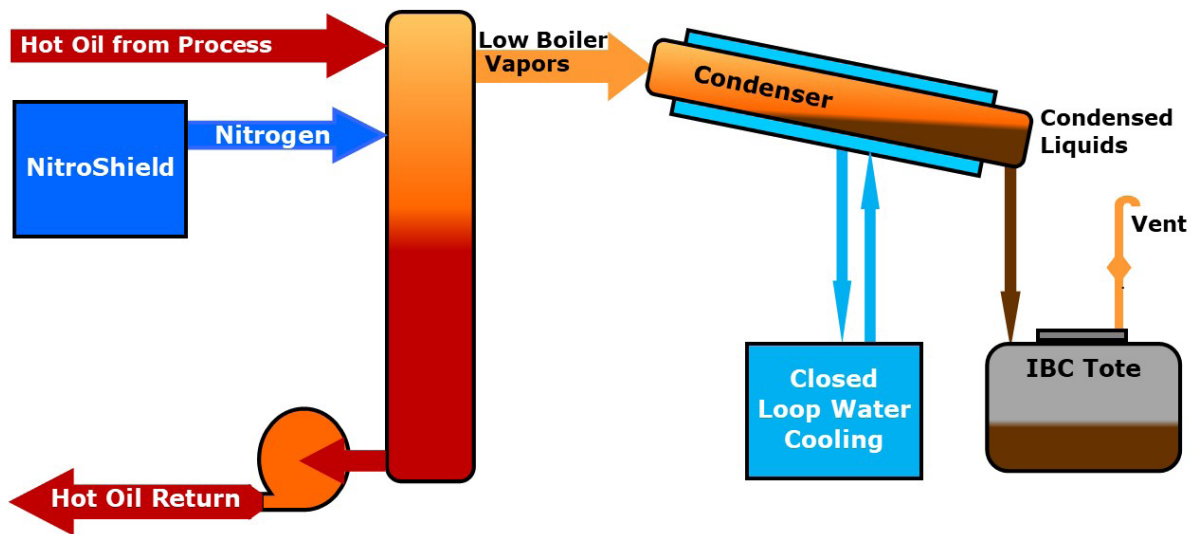 Hot Oil from Process
Low Boiler
Vapors
Condenser
Condensed
Liquids
Nitrogen
NitroShield
Vent
IBC Tote
Closed
Loop Water
Cooling
Hot Oil Return